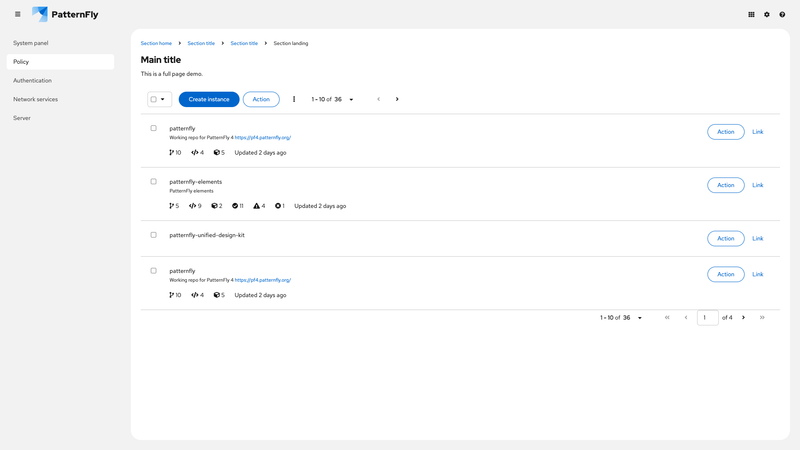 PatternFly
System panel
Policy
Authentication
Network services
Server
Section home Section title Section title Section landing
Main title
This is a full page demo.
Create instance Action 1 - 10 of 36
patternfly
Working repo for PatternFly 4 https://pf4.patternfly.org/
10 4 5 Updated 2 days ago
Action Link
patternfly-elements
PatternFly elements
5 9 2 11 4 1 Updated 2 days ago
Action Link
patternfly-unified-design-kit
Action Link
patternfly
Working repo for PatternFly 4 https://pf4.patternfly.org/
10 4 5 Updated 2 days ago
Action Link
1 - 10 of 36 1 of 4